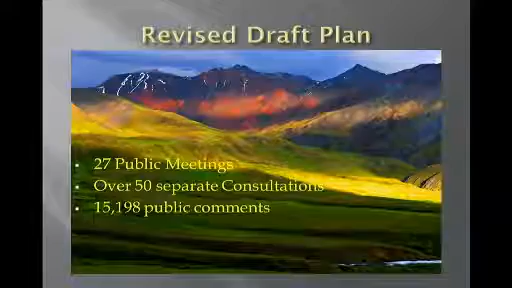 Revised Draft Plan
27 Public Meetings
Over 50 separate Consultations
15,198 public comments